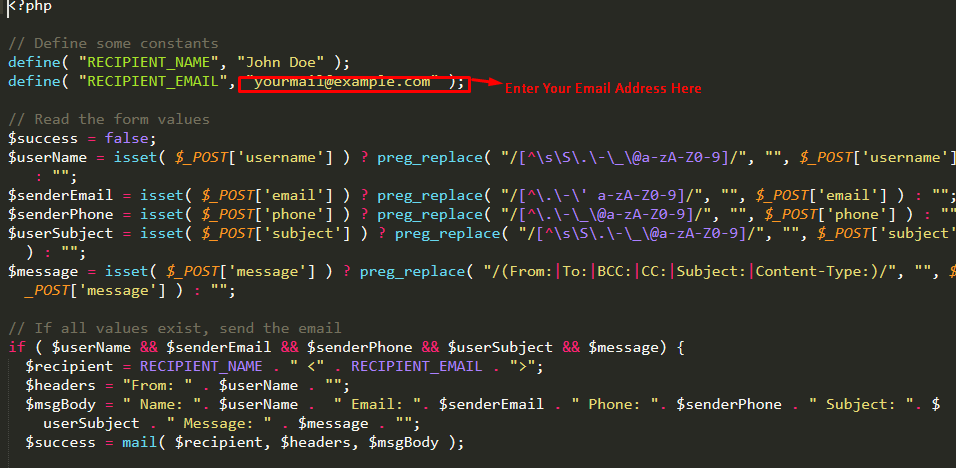 <?php
// Define some constants
define( "RECIPIENT_NAME", "John Doe" );
define( "RECIPIENT_EMAIL", "yourmail@example.com" );
Enter Your Email Address Here
// Read the form values
$success = false;
$userName = isset( $_POST['username'] ) ? preg_replace( "/[^\s\S\.\-\_\@a-zA-Z0-9]/", "", $_POST['username']
: "";
$senderEmail = isset( $_POST['email'] ) ? preg_replace( "/[^\.\-\' a-zA-Z0-9]/", "", $_POST['email'] ) : "";
$senderPhone = isset( $_POST['phone'] ) ? preg_replace( "/[^\.\-\_\@a-zA-Z0-9]/", "", $_POST['phone'] ) : ""
$userSubject = isset( $_POST['subject'] ) ? preg_replace( "/[^\s\S\.\-\_\@a-zA-Z0-9]/", "", $_POST['subject'
) : "";
$message = isset( $_POST['message'] ) ? preg_replace( "/(From:|To:|BCC:|CC:|Subject:|Content-Type:)/", "", $
_POST['message'] ) : "";
// If all values exist, send the email
if ( $userName && $senderEmail && $senderPhone && $userSubject && $message) {
$recipient = RECIPIENT_NAME . " <" . RECIPIENT_EMAIL . ">";
$headers = "From: " . $userName . "";
$msgBody = " Name: ". $userName . " Email: ". $senderEmail . " Phone: ". $senderPhone . " Subject: ". $
userSubject . " Message: " . $message . "";
$success = mail( $recipient, $headers, $msgBody );